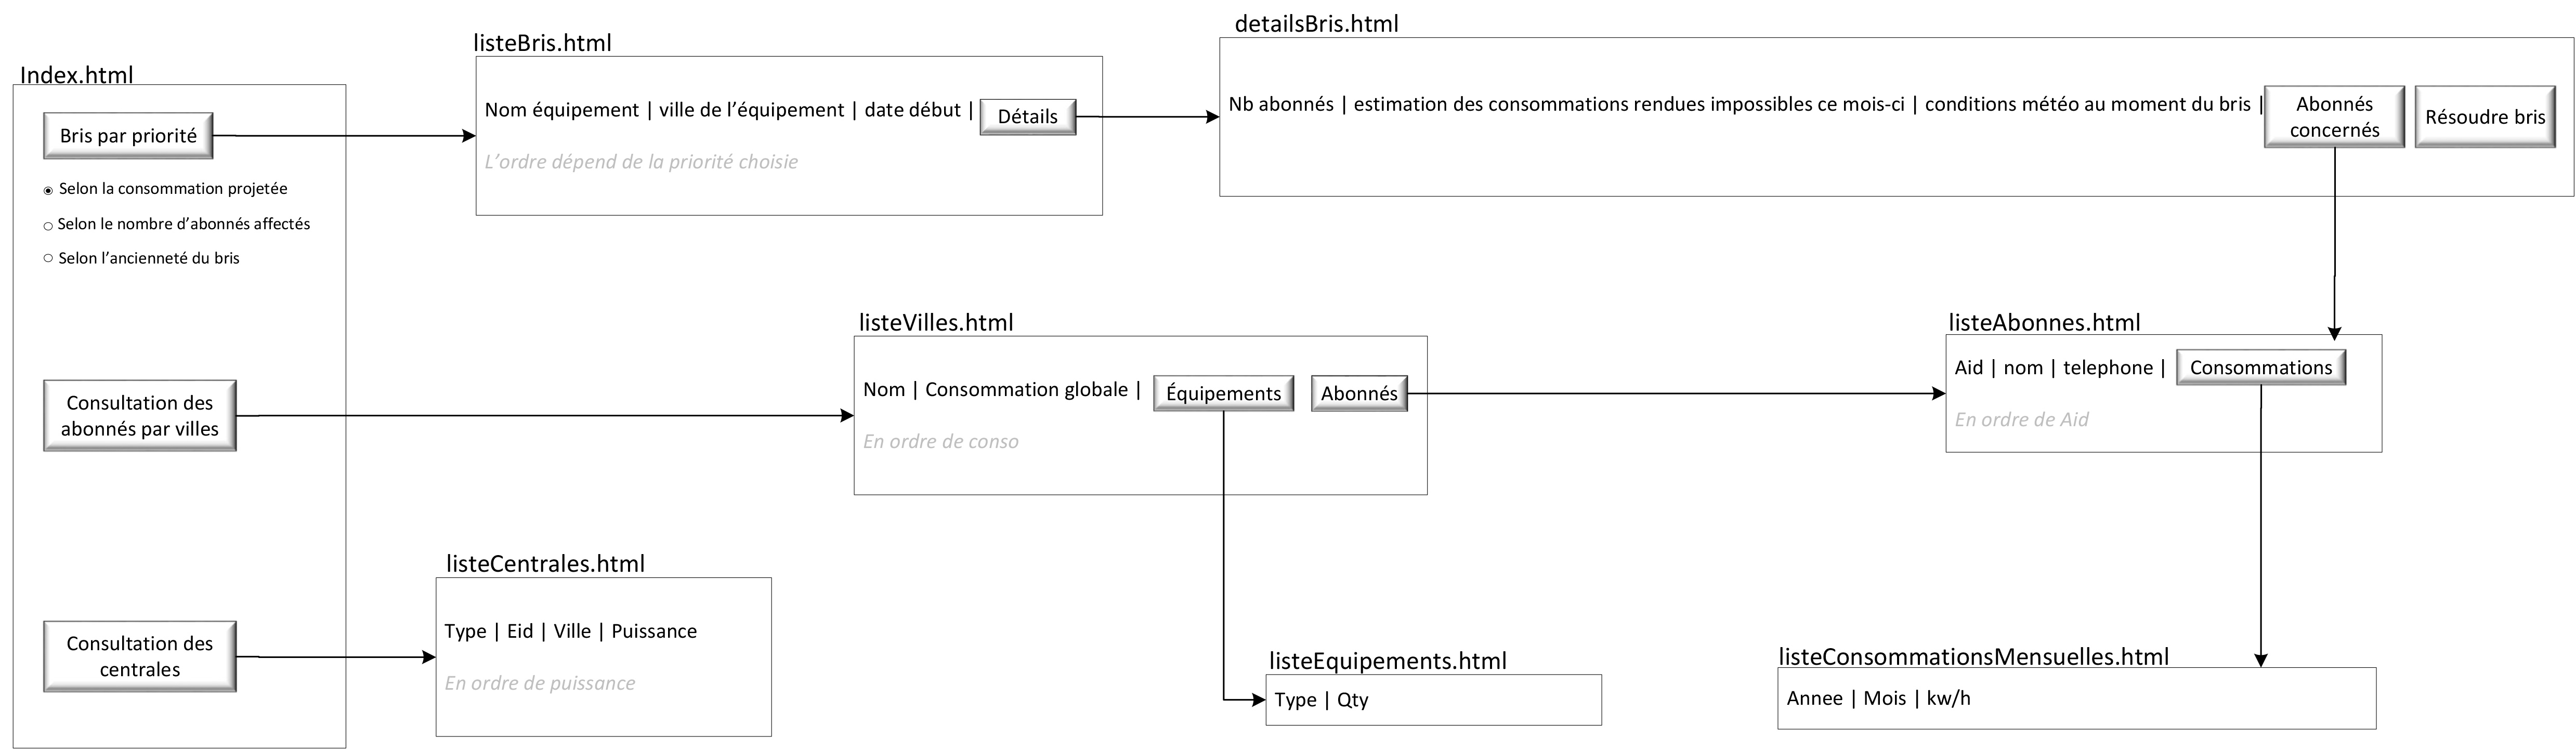 Index.html
Bris par priorité
Selon la consommation projetée
Selon le nombre d'abonnés affectés
Selon l'ancienneté du bris
Consultation des
abonnés par villes
Consultation des
centrales
listeBris.html
Nom équipement | ville de l'équipement | date début | Détails
L'ordre dépend de la priorité choisie
detailsBris.html
Nb abonnés | estimation des consommations rendues impossibles ce mois-ci | conditions météo au moment du bris |
Abonnés
concernés
Résoudre bris
listeVilles.html
Nom | Consommation globale | Équipements Abonnés
En ordre de conso
listeAbonnes.html
Aid | nom | telephone | Consommations
En ordre de Aid
listeCentrales.html
Type | Eid | Ville | Puissance
En ordre de puissance
listeEquipements.html
Type | Qty
listeConsommationsMensuelles.html
Annee | Mois | kw/h